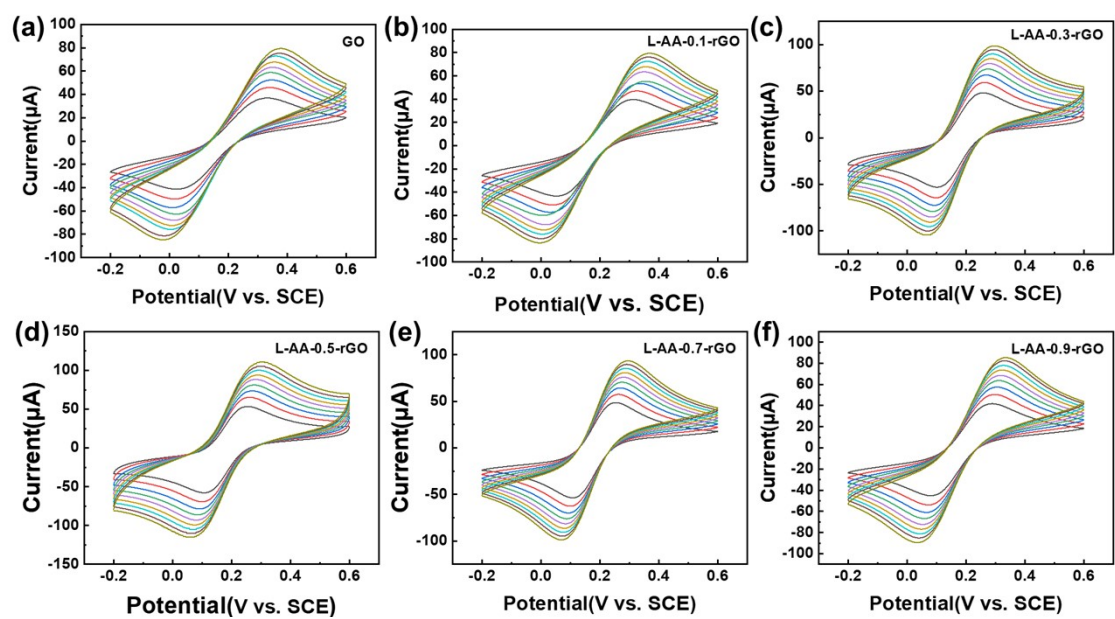 (a)
GO
100
80
60
40
20
0
-20
-40
-60
-80
-100
Current(µA)
-0.2 0.0 0.2 0.4 0.6
Potential(V vs. SCE)
(b)
L-AA-0.1-rGO
100
80
60
40
20
0
-20
-40
-60
-80
-100
Current(µA)
-0.2 0.0 0.2 0.4 0.6
Potential(V vs. SCE)
(c)
L-AA-0.3-rGO
100
50
0
-50
-100
Current(µA)
-0.2 0.0 0.2 0.4 0.6
Potential(V vs. SCE)
(d)
L-AA-0.5-rGO
150
100
50
0
-50
-100
-150
Current(µA)
-0.2 0.0 0.2 0.4 0.6
Potential(V vs. SCE)
(e)
L-AA-0.7-rGO
100
50
0
-50
-100
Current(µA)
-0.2 0.0 0.2 0.4 0.6
Potential(V vs. SCE)
(f)
L-AA-0.9-rGO
100
80
60
40
20
0
-20
-40
-60
-80
-100
Current(µA)
-0.2 0.0 0.2 0.4 0.6
Potential(V vs. SCE)